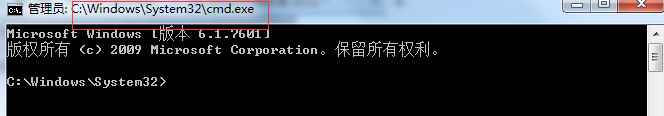 管理员: C:\Windows\System32\cmd.exe
Microsoft Windows [版本 6.1.7601]
版权所有 (c) 2009 Microsoft Corporation。保留所有权利。
C:\Windows\System32>